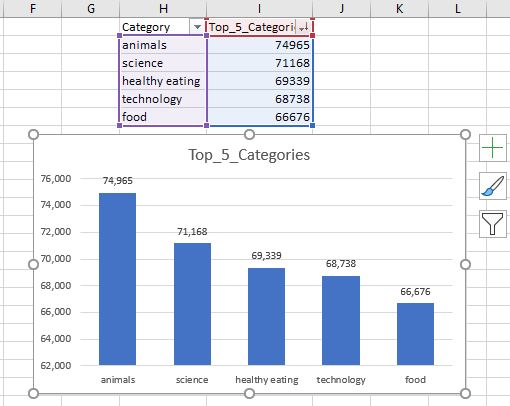 F G H I J K L
Category Top_5_Categori
animals 74965
science 71168
healthy eating 69339
technology 68738
food 66676
Top_5_Categories
76,000
74,000
72,000
70,000
68,000
66,000
64,000
62,000
74,965
71,168
69,339
68,738
66,676
animals science healthy eating technology food